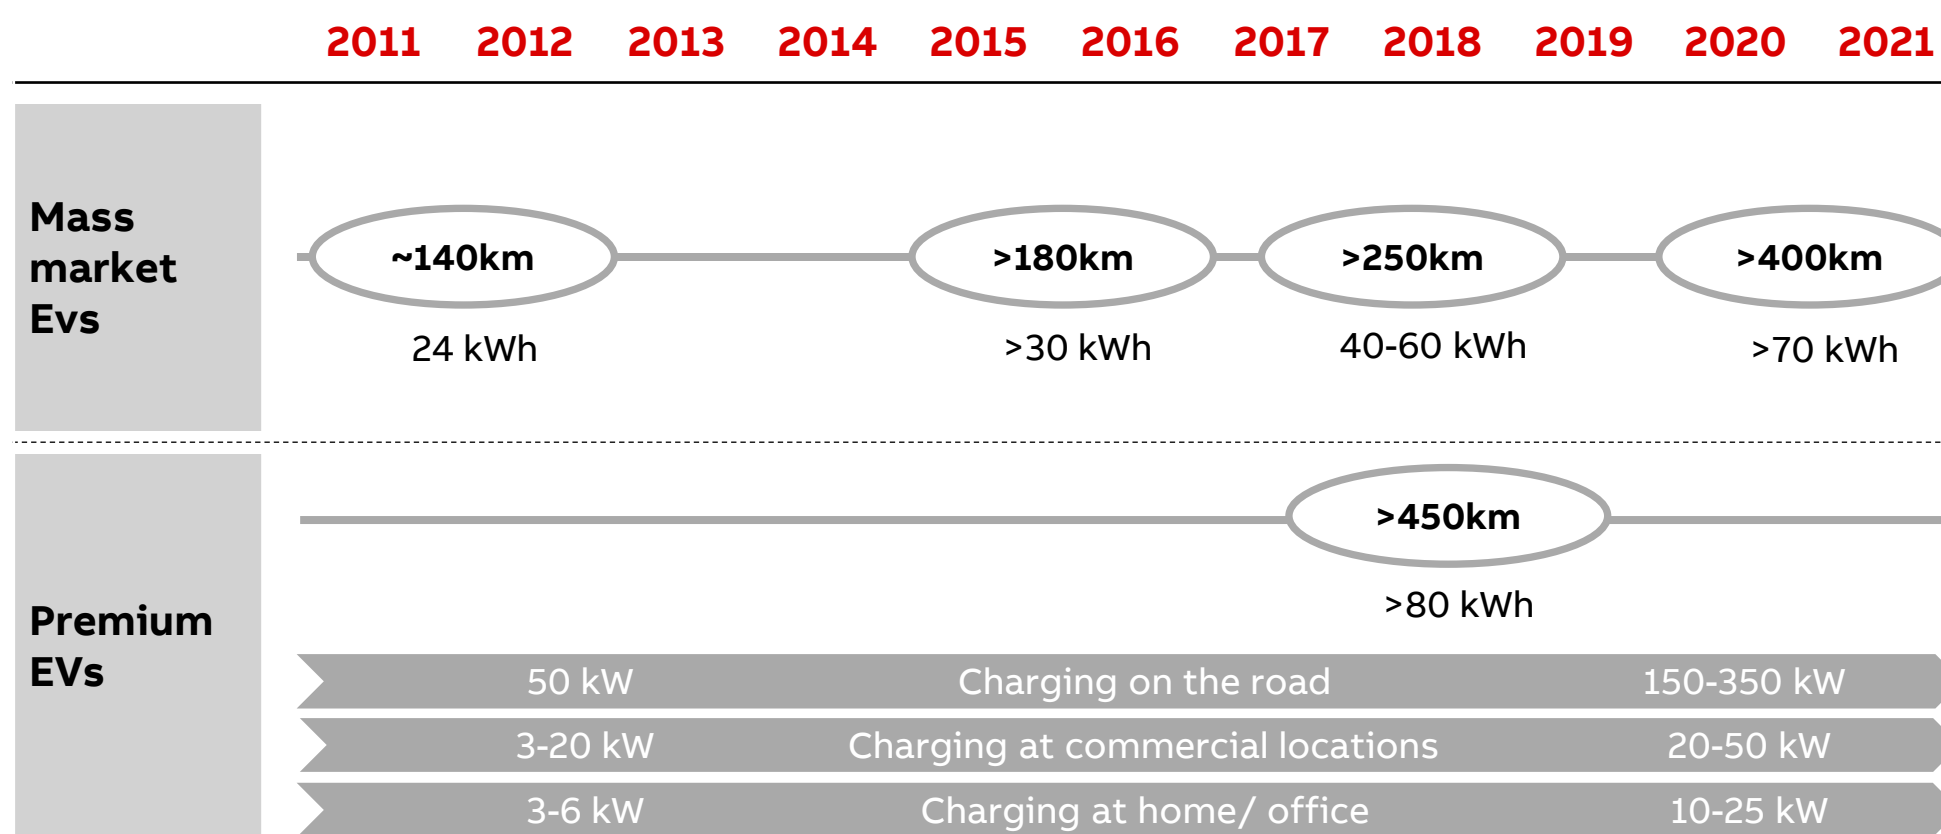 2011 2012 2013 2014 2015 2016 2017 2018 2019 2020 2021
Mass
market
Evs
~140km >180km >250km >400km
24 kWh >30 kWh 40-60 kWh >70 kWh
Premium
EVs
>450km
>80 kWh
50 kW Charging on the road 150-350 kW
3-20 kW Charging at commercial locations 20-50 kW
3-6 kW Charging at home/ office 10-25 kW